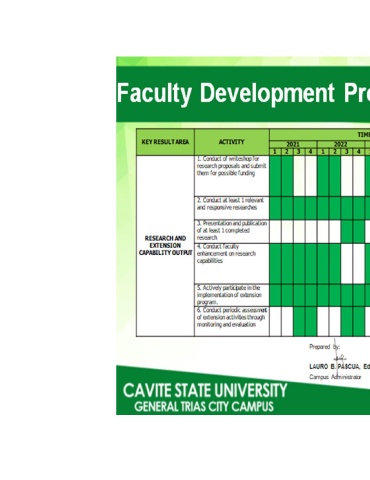 Faculty Development Pro
TIM
KEY RESULT AREA
ACTIVITY
2021
2022
1 2 3 4 1 2 3 4
RESEARCH AND
EXTENSION
CAPABILITY OUTPUT
1. Conduct of writeshop for
research proposals and submit
them for possible funding
2. Conduct at least 1 relevant
and responsive researches
3. Presentation and publication
of at least 1 completed
research
4. Conduct faculty
enhancement on research
capabilities
5. Actively participate in the
implementation of extension
program.
6. Conduct periodic assessment
of extension activities through
monitoring and evaluation
Prepared by:
LAURO B. PASCUA, Ed
Campus Administrator
CAVITE STATE UNIVERSITY
GENERAL TRIAS CITY CAMPUS